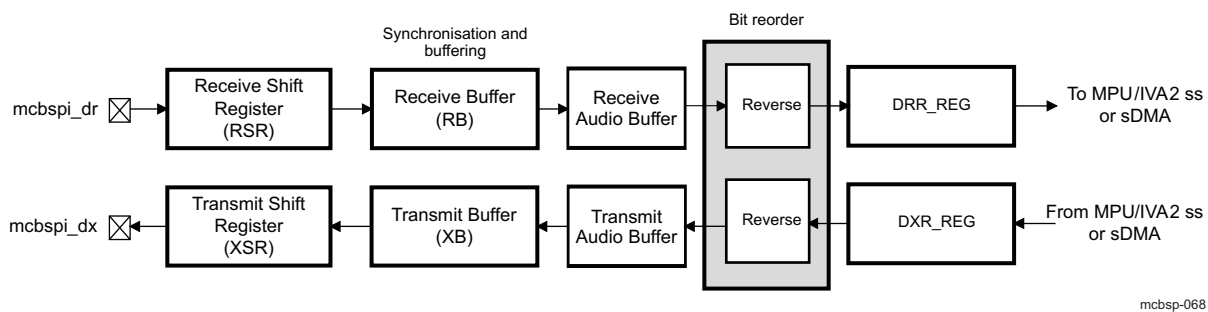 Bit reorder
Synchronisation and
buffering
mcbspi_dr
Receive Shift
Register
(RSR)
Receive Buffer
(RB)
Receive
Audio Buffer
Reverse
DRR_REG
To MPU/IVA2 ss
or sDMA
mcbspi_dx
Transmit Shift
Register
(XSR)
Transmit Buffer
(XB)
Transmit
Audio Buffer
Reverse
DXR_REG
From MPU/IVA2 ss
or sDMA
mcbsp-068